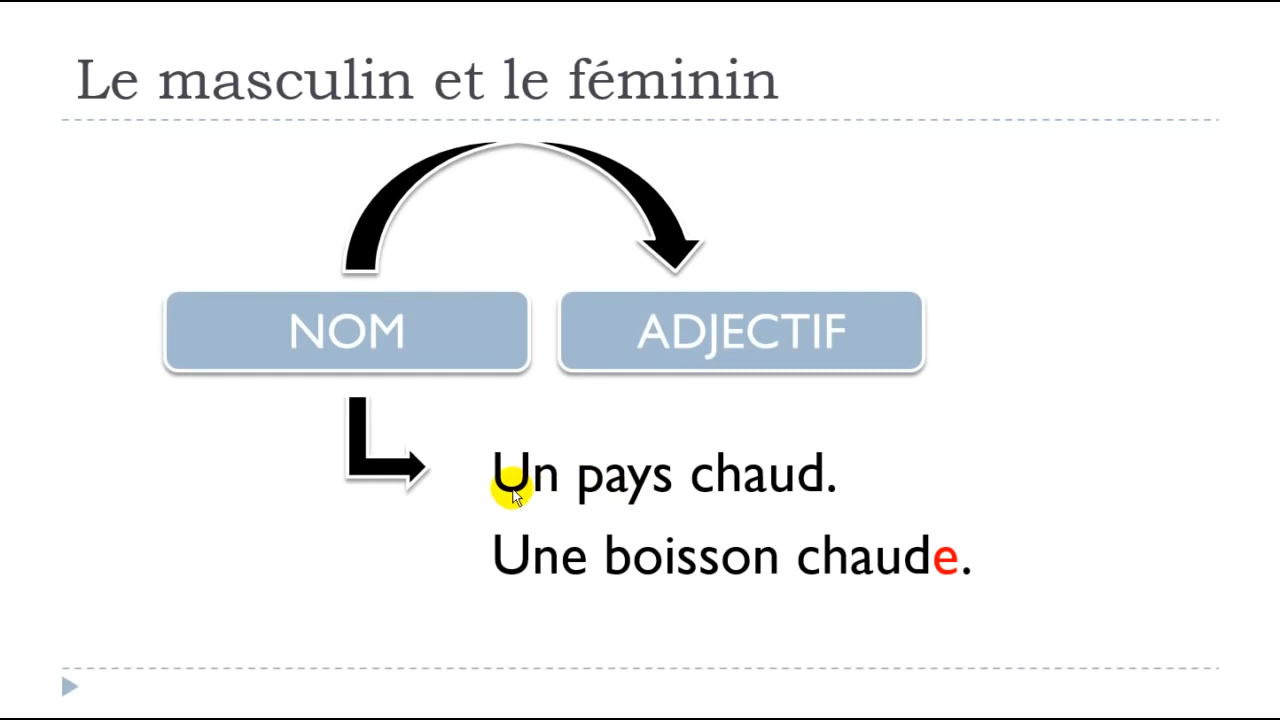 Le masculin et le féminin
NOM
ADJECTIF
Un pays chaud.
Une boisson chaude.